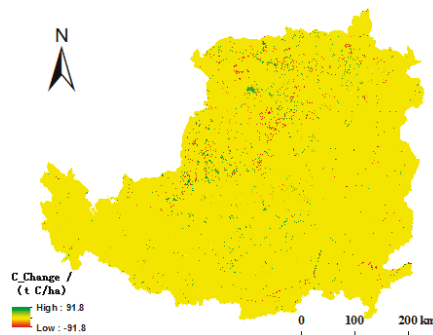 N
C_Change /
(t C/ha)
High : 91.8
Low : -91.8
0 100 200 km